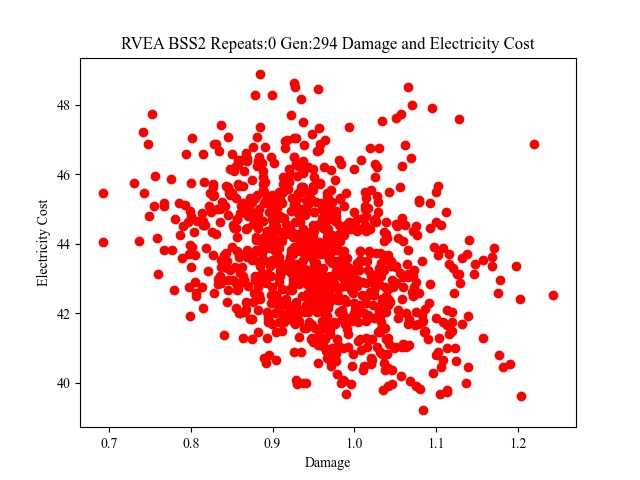 RVEA BSS2 Repeats:0 Gen:294 Damage and Electricity Cost
48
46
44
42
40
Electricity Cost
0.7 0.8 0.9 1.0 1.1 1.2
Damage